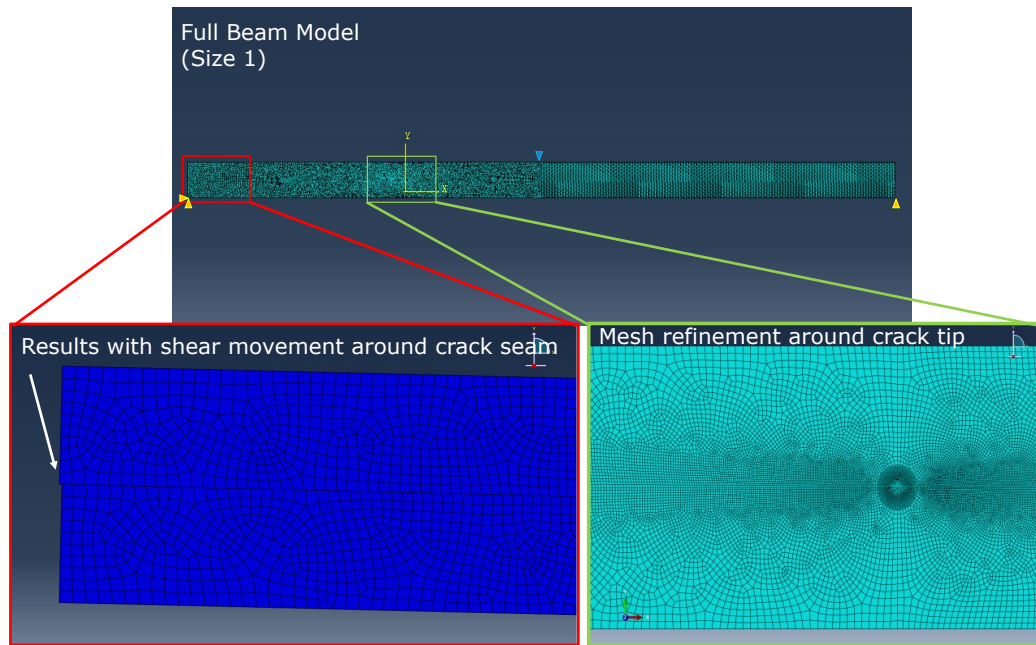 Full Beam Model
(Size 1)
Y
X
Results with shear movement around crack seam
Mesh refinement around crack tip